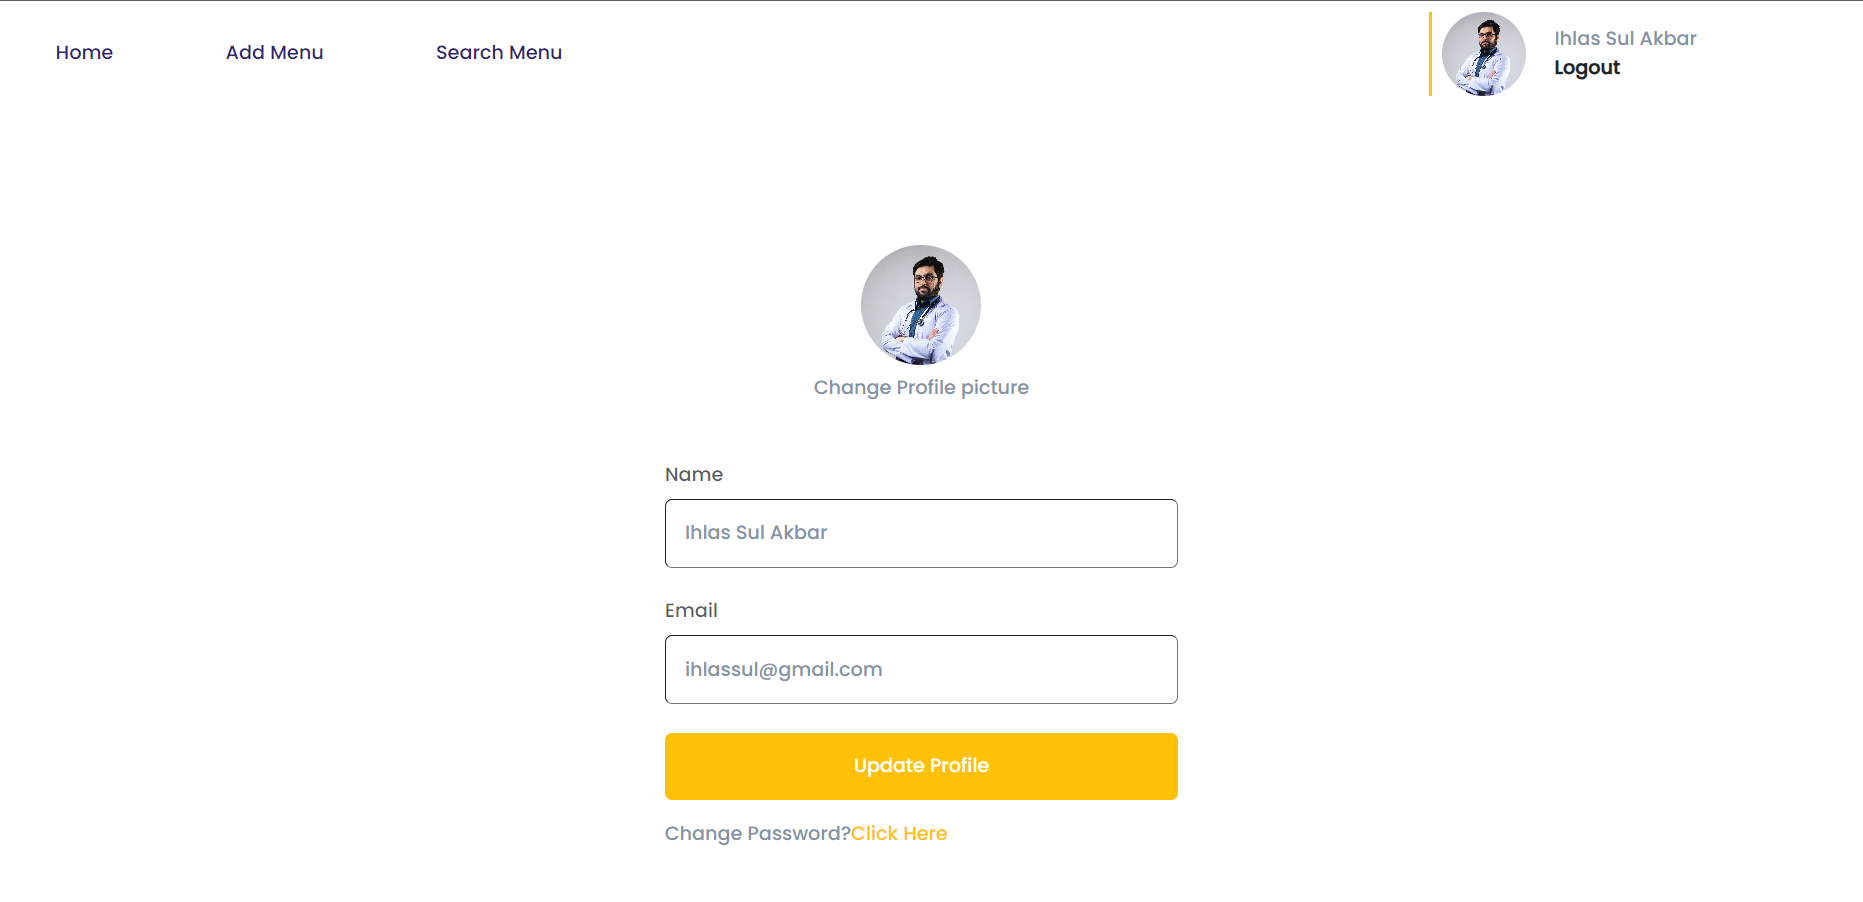 Home Add Menu Search Menu Ihlas Sul Akbar
Logout
Change Profile picture
Name
Ihlas Sul Akbar
Email
ihlassul@gmail.com
Update Profile
Change Password?Click Here